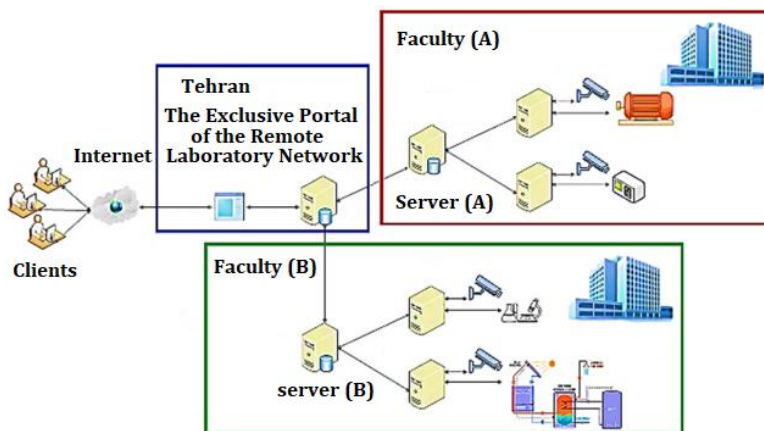 Faculty (A)
Tehran
The Exclusive Portal
of the Remote
Laboratory Network
Internet
Server (A)
Clients
Faculty (B)
server (B)